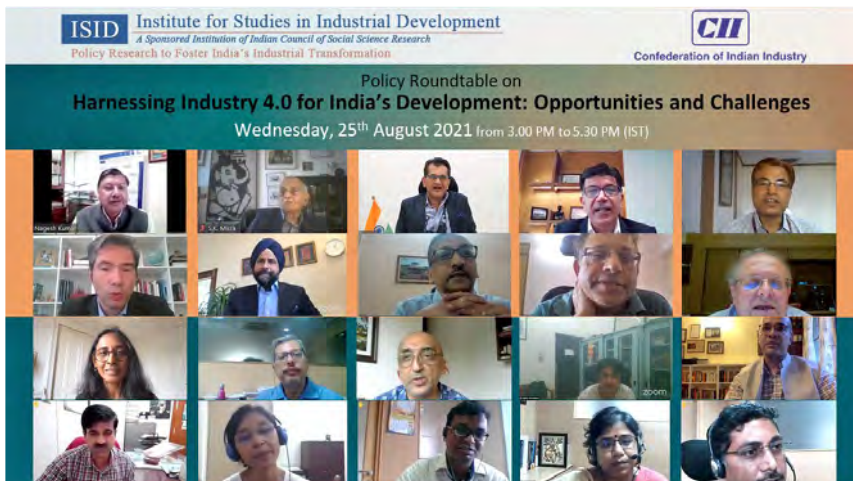 ISID Institute for Studies in Industrial Development
A Sponsored Institution of Indian Council of Social Science Research
Policy Research to Foster India's Industrial Transformation
CII
Confederation of Indian Industry
Policy Roundtable on
Harnessing Industry 4.0 for India's Development: Opportunities and Challenges
Wednesday, 25th August 2021 from 3.00 PM to 5.30 PM (IST)
Nagesh Kumar
zoom